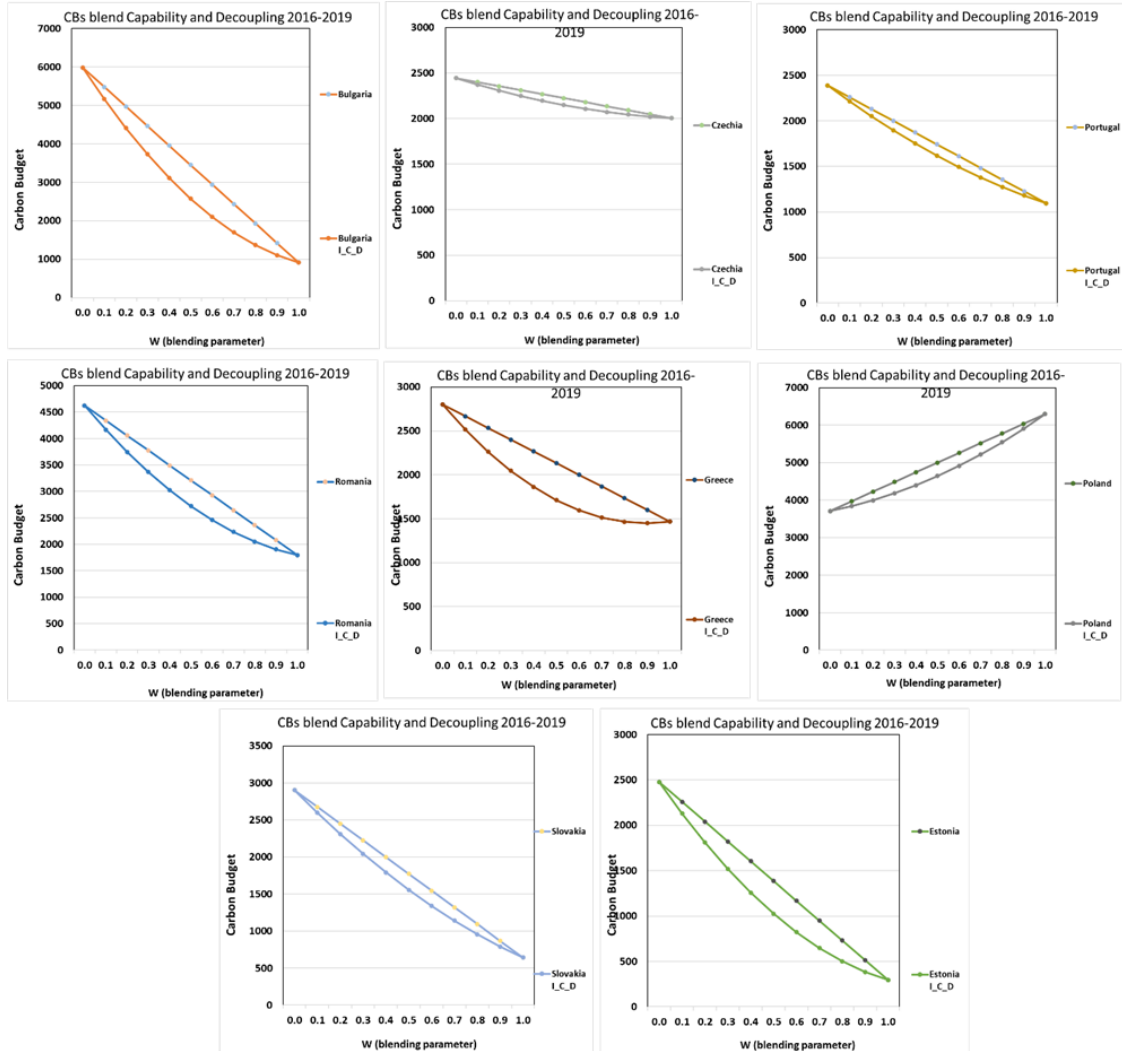 CBs blend Capability and Decoupling 2016-2019
7000
6000
5000
4000
3000
2000
1000
0
Carbon Budget
0.0 0.1 0.2 0.3 0.4 0.5 0.6 0.7 0.8 0.9 1.0
W (blending parameter)
Bulgaria
Bulgaria
I_C_D
CBs blend Capability and Decoupling 2016-
2019
3000
2500
2000
1500
1000
500
0
Carbon Budget
0.0 0.1 0.2 0.3 0.4 0.5 0.6 0.7 0.8 0.9 1.0
W (blending parameter)
Czechia
Czechia
I_C_D
CBs blend Capability and Decoupling 2016-2019
3000
2500
2000
1500
1000
500
0
Carbon Budget
0.0 0.1 0.2 0.3 0.4 0.5 0.6 0.7 0.8 0.9 1.0
W (blending parameter)
Portugal
Portugal
I_C_D
CBs blend Capability and Decoupling 2016-2019
5000
4500
4000
3500
3000
2500
2000
1500
1000
500
0
Carbon Budget
0.0 0.1 0.2 0.3 0.4 0.5 0.6 0.7 0.8 0.9 1.0
W (blending parameter)
Romania
Romania
I_C_D
CBs blend Capability and Decoupling 2016-
2019
3000
2500
2000
1500
1000
500
0
Carbon Budget
0.0 0.1 0.2 0.3 0.4 0.5 0.6 0.7 0.8 0.9 1.0
W (blending parameter)
Greece
Greece
I_C_D
CBs blend Capability and Decoupling 2016-
2019
7000
6000
5000
4000
3000
2000
1000
0
Carbon Budget
0.0 0.1 0.2 0.3 0.4 0.5 0.6 0.7 0.8 0.9 1.0
W (blending parameter)
Poland
Poland
I_C_D
CBs blend Capability and Decoupling 2016-2019
3500
3000
2500
2000
1500
1000
500
0
Carbon Budget
0.0 0.1 0.2 0.3 0.4 0.5 0.6 0.7 0.8 0.9 1.0
W (blending parameter)
Slovakia
Slovakia
I_C_D
CBs blend Capability and Decoupling 2016-2019
3000
2500
2000
1500
1000
500
0
Carbon Budget
0.0 0.1 0.2 0.3 0.4 0.5 0.6 0.7 0.8 0.9 1.0
W (blending parameter)
Estonia
Estonia
I_C_D